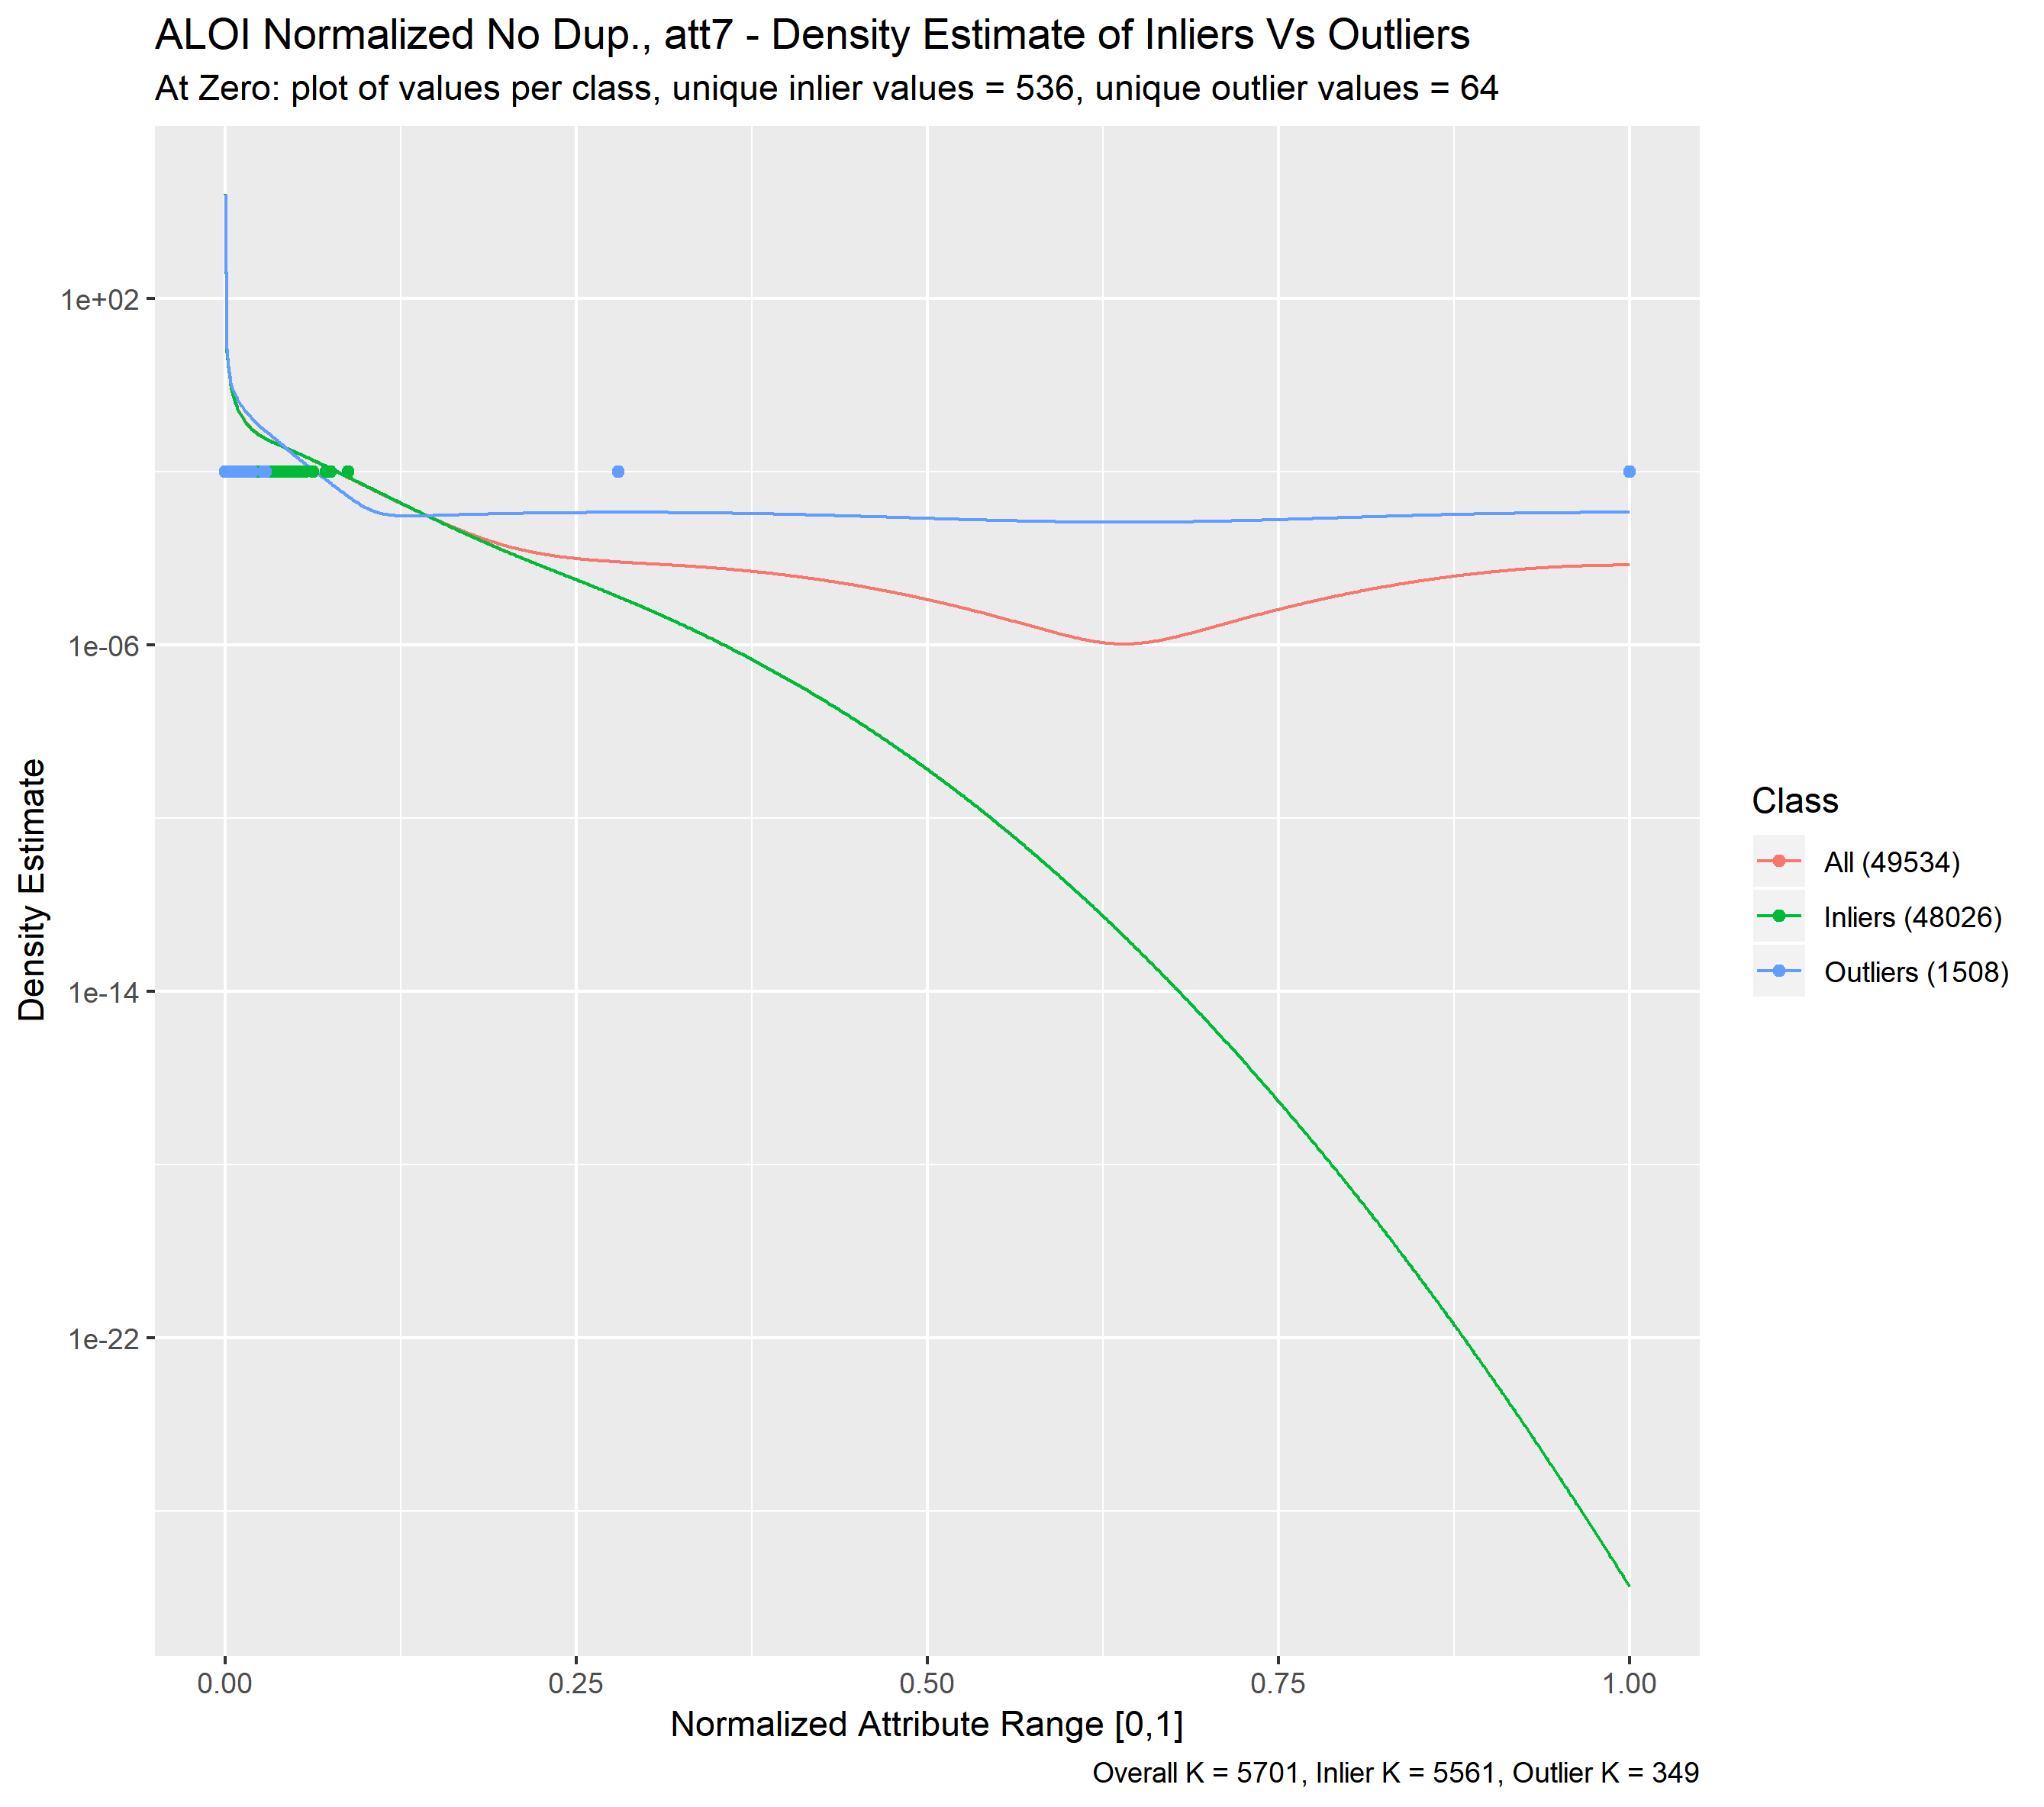 ALOI Normalized No Dup., att7 - Density Estimate of Inliers Vs Outliers
At Zero: plot of values per class, unique inlier values = 536, unique outlier values = 64
1e+02
1e-06
1e-14
1e-22
Density Estimate
0.00
0.25
0.50
0.75
1.00
Normalized Attribute Range [0,1]
Class
All (49534)
Inliers (48026)
Outliers (1508)
Overall K = 5701, Inlier K = 5561, Outlier K = 349